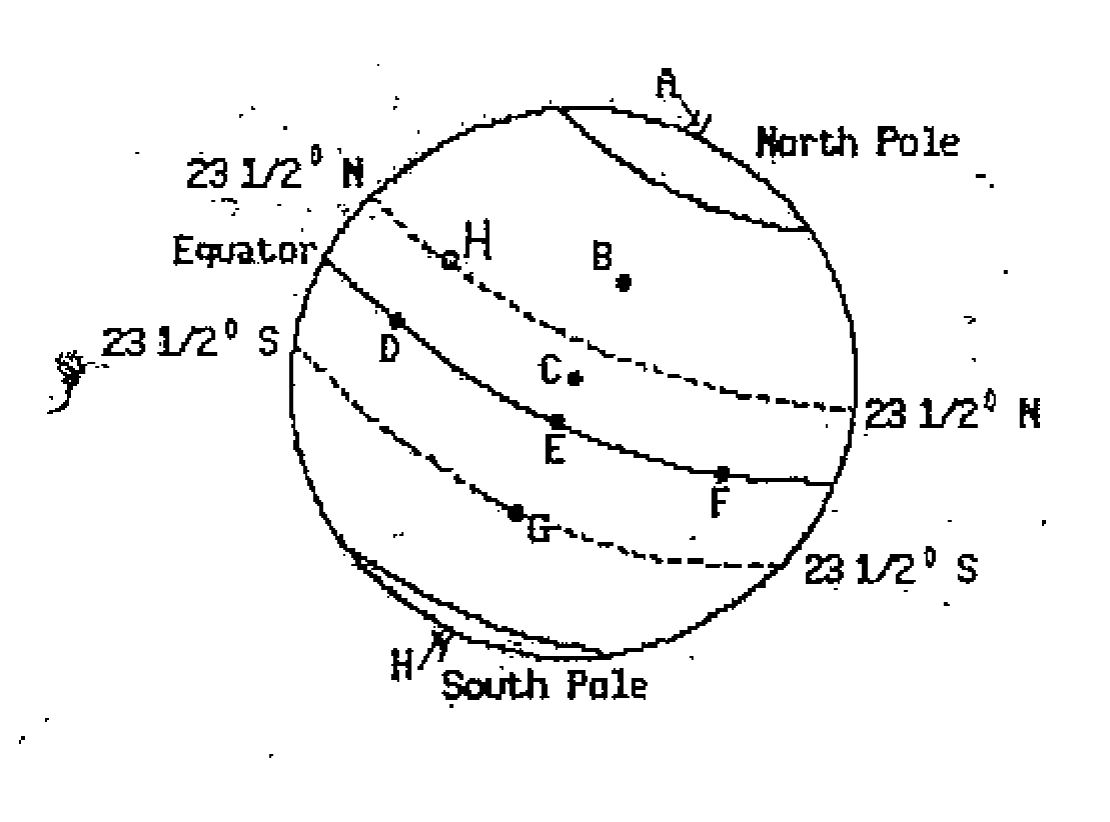 A
North Pole
23 1/2° N
H
Equator
B
23 1/2° S
D
C
23 1/2° N
E
F
G
23 1/2° S
H
South Pole